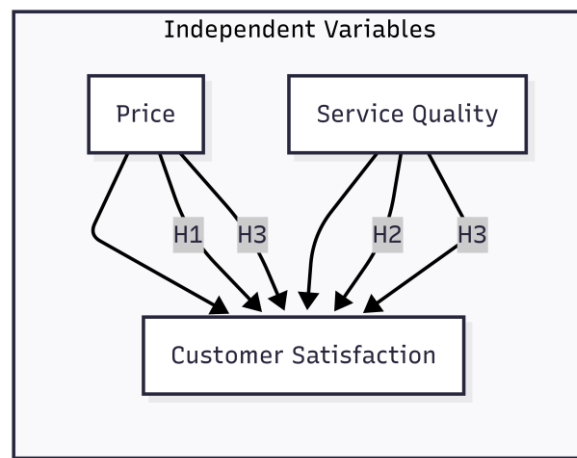 Independent Variables
Price
Service Quality
H1
H3
H2
H3
Customer Satisfaction